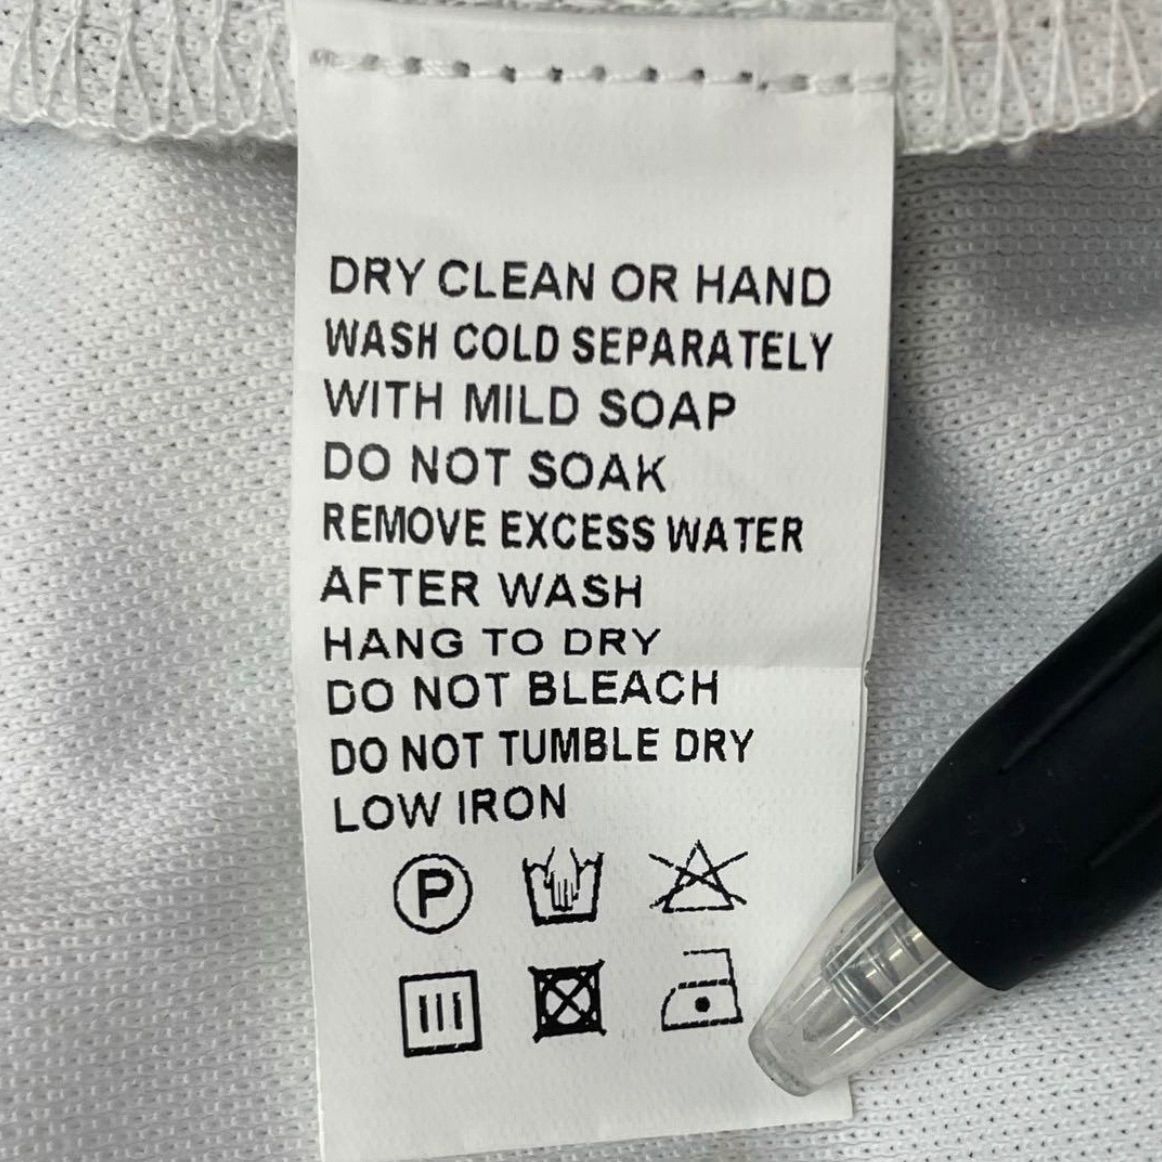 DRY CLEAN OR HAND
WASH COLD SEPARATELY
WITH MILD SOAP
DO NOT SOAK
REMOVE EXCESS WATER
AFTER WASH
HANG TO DRY
DO NOT BLEACH
DO NOT TUMBLE DRY
LOW IRON
P